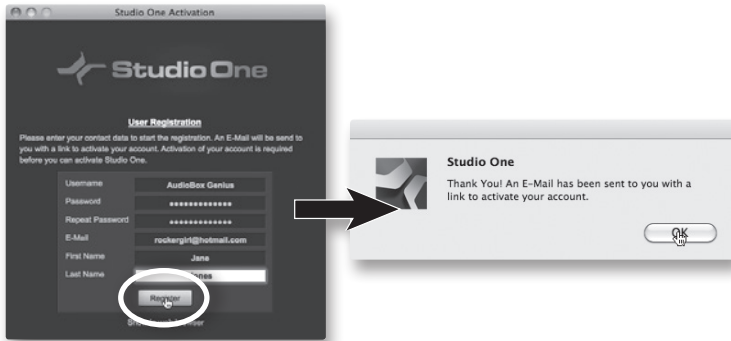 Studio One Activation
Studio One
User Registration
Please enter your contact data to start the registration. An E-Mail will be send to
you with a link to activate your account. Activation of your account is required
before you can activate Studio One.
Username AudioBox Genius
Password
Repeat Password
E-Mail rockergirl@hotmail.com
First Name Jane
Last Name
Register
Studio One
Thank You! An E-Mail has been sent to you with a
link to activate your account.
OK